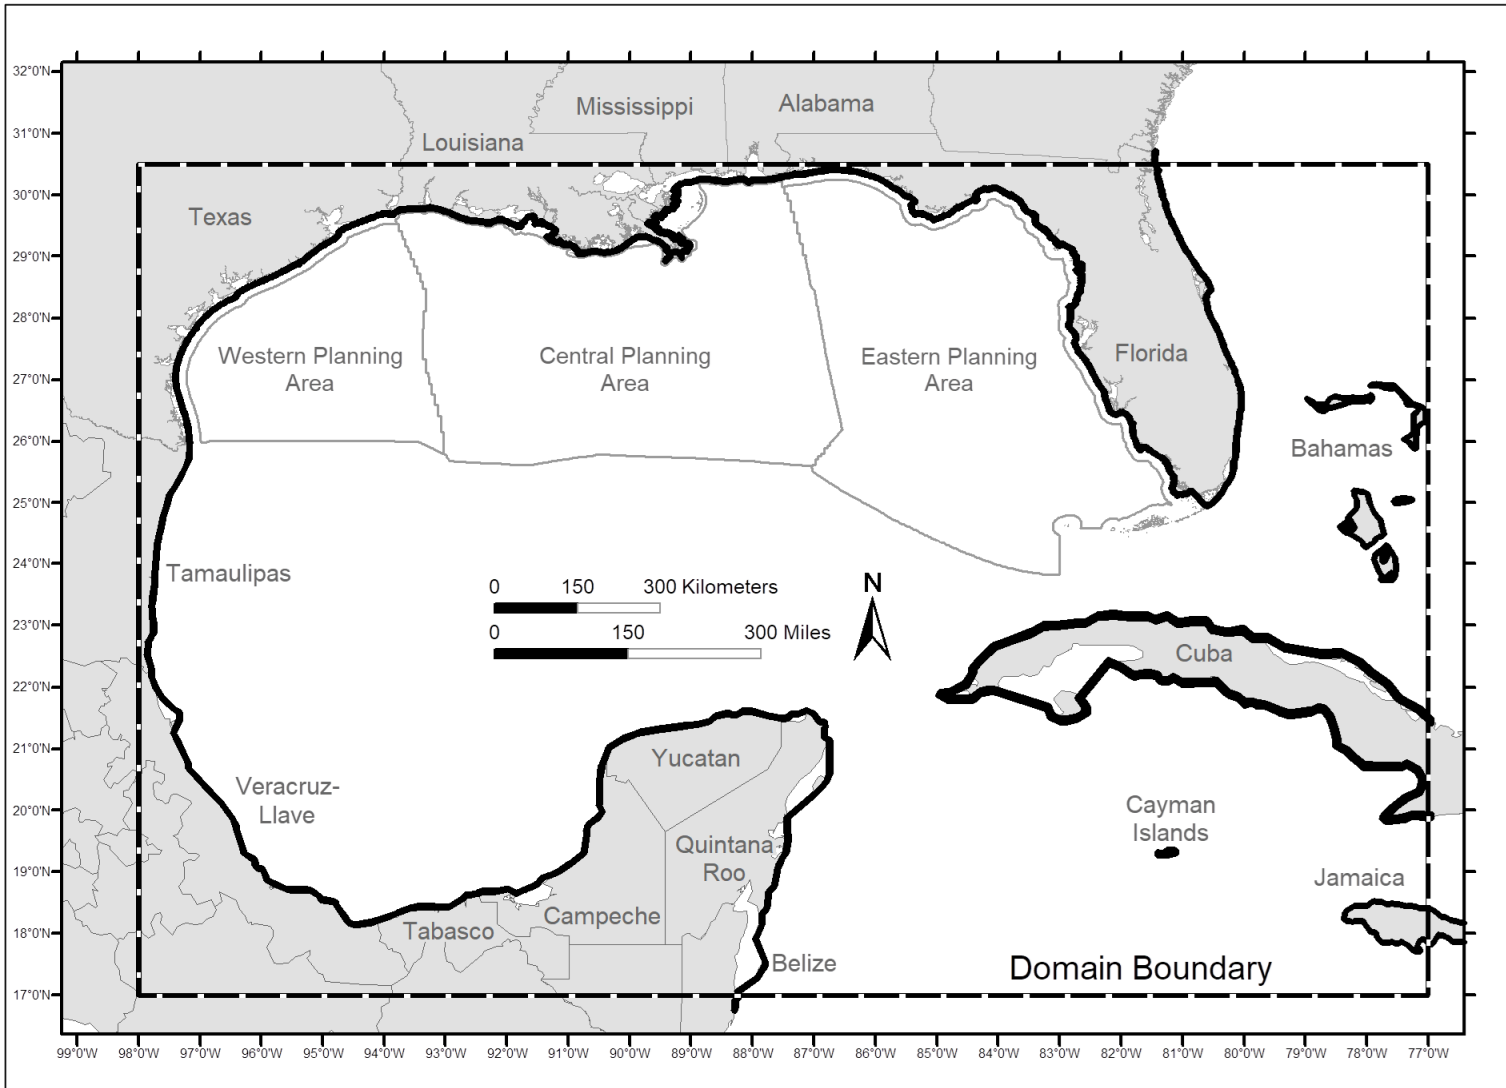 32°0'N
31°0'N
30°0'N
29°0'N
28°0'N
27°0'N
26°0'N
25°0'N
24°0'N
23°0'N
22°0'N
21°0'N
20°0'N
19°0'N
18°0'N
17°0'N
Mississippi
Alabama
Louisiana
Texas
Western Planning
Area
Central Planning
Area
Eastern Planning
Area
Florida
Bahamas
Tamaulipas
0 150 300 Kilometers
0 150 300 Miles
N
Cuba
Yucatan
Veracruz-
Llave
Cayman
Islands
Quintana
Roo
Jamaica
Campeche
Tabasco
Belize
Domain Boundary
99°0'W 98°0'W 97°0'W 96°0'W 95°0'W 94°0'W 93°0'W 92°0'W 91°0'W 90°0'W 89°0'W 88°0'W 87°0'W 86°0'W 85°0'W 84°0'W 83°0'W 82°0'W 81°0'W 80°0'W 79°0'W 78°0'W 77°0'W